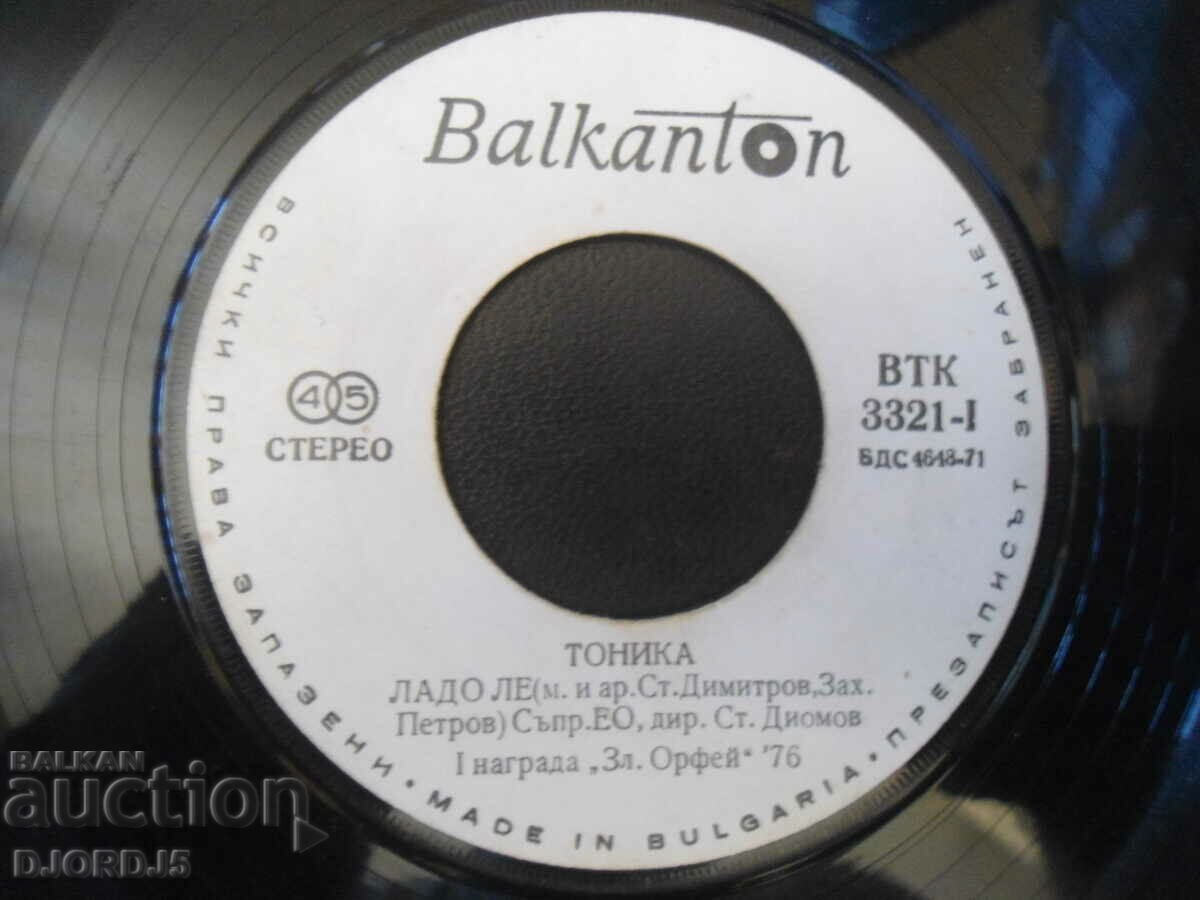 Balkanton
ВСИЧКИ ПРАВА ЗАПАЗЕНИ · MADE IN BULGARIA · ПРЕЗАПИСЪТ ЗАБРАНЕН
45
СТЕРЕО
ВТК
3321-I
БДС 4648-71
ТОНИКА
ЛАДО ЛЕ(м. и ар.Ст.Димитров,Зах.
Петров) Съпр.ЕО, дир. Ст. Диомов
I награда „Зл. Орфей“ '76
BALKAN
auction
DJORDJ5